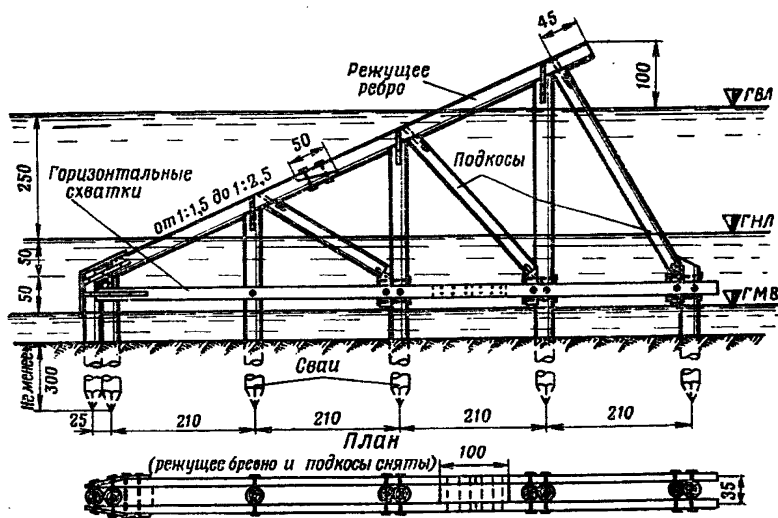 45
100
Режущее
ребро
ГВЛ
50
Подкосы
Горизонтальные
схватки
от 1:1,5 до 1:2,5
250
ГНЛ
50
50
ГМВ
Не менее
300
Сваи
25
210
210
210
210
План
(режущее бревно и подкосы сняты)
100
35